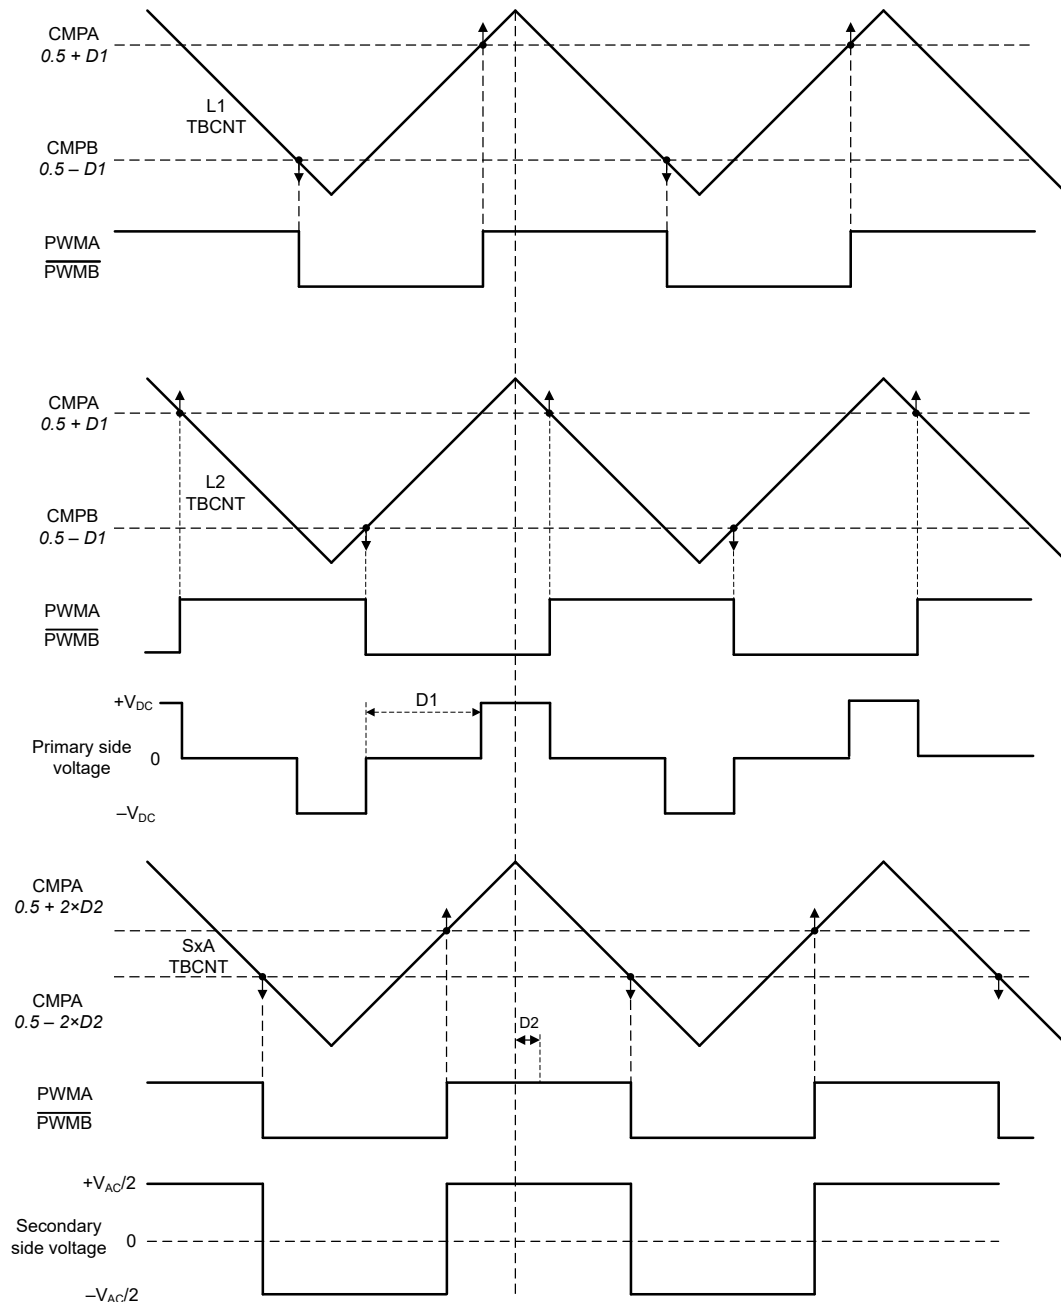 CMPA
0.5 + D1
L1
TBCNT
CMPB
0.5 – D1
PWMA
PWMB
CMPA
0.5 + D1
L2
TBCNT
CMPB
0.5 – D1
PWMA
PWMB
+VDC
D1
Primary side
voltage
0
–VDC
CMPA
0.5 + 2×D2
SxA
TBCNT
CMPA
0.5 – 2×D2
D2
PWMA
PWMB
+VAC/2
Secondary
side voltage
0
–VAC/2